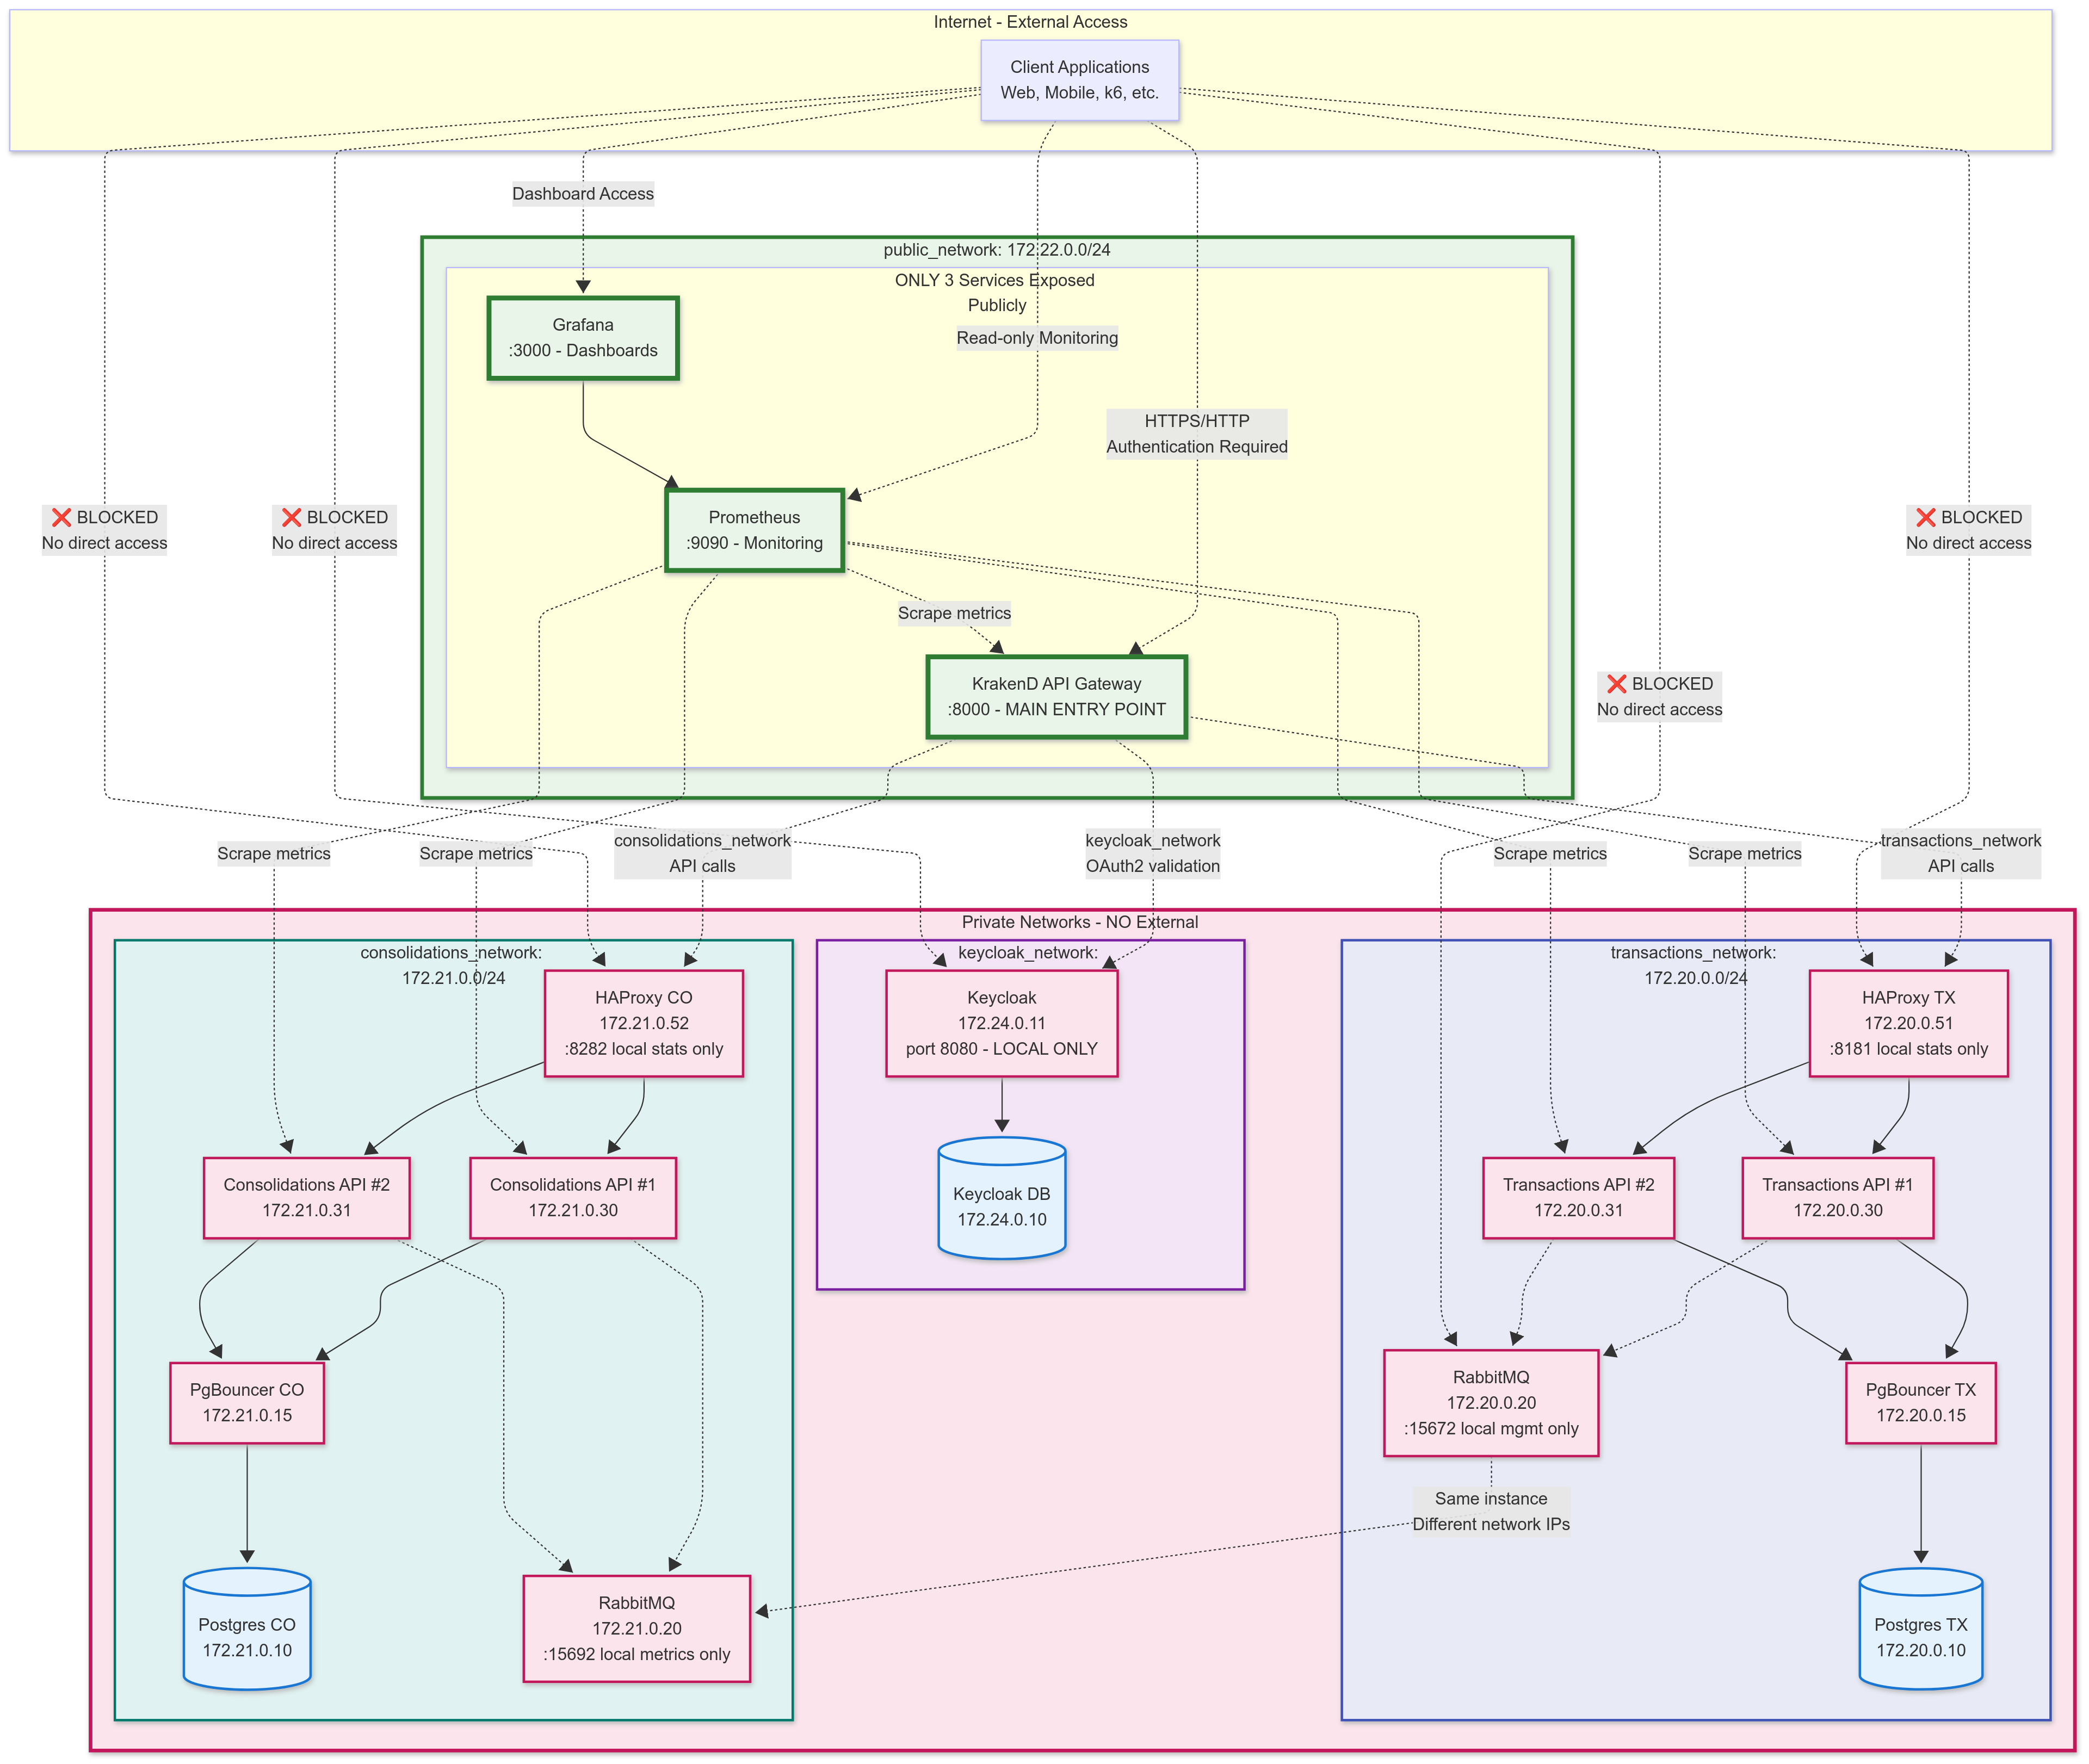 Internet - External Access
Client Applications
Web, Mobile, k6, etc.
Dashboard Access
public_network: 172.22.0.0/24
ONLY 3 Services Exposed
Publicly
Grafana
:3000 - Dashboards
Read-only Monitoring
HTTPS/HTTP
Authentication Required
Prometheus
:9090 - Monitoring
❌ BLOCKED
No direct access
❌ BLOCKED
No direct access
❌ BLOCKED
No direct access
Scrape metrics
KrakenD API Gateway
:8000 - MAIN ENTRY POINT
❌ BLOCKED
No direct access
Scrape metrics
Scrape metrics
consolidations_network
API calls
keycloak_network
OAuth2 validation
Scrape metrics
Scrape metrics
transactions_network
API calls
Private Networks - NO External
consolidations_network:
172.21.0.0/24
HAProxy CO
172.21.0.52
:8282 local stats only
keycloak_network:
Keycloak
172.24.0.11
port 8080 - LOCAL ONLY
transactions_network:
172.20.0.0/24
HAProxy TX
172.20.0.51
:8181 local stats only
Consolidations API #2
172.21.0.31
Consolidations API #1
172.21.0.30
Keycloak DB
172.24.0.10
Transactions API #2
172.20.0.31
Transactions API #1
172.20.0.30
PgBouncer CO
172.21.0.15
RabbitMQ
172.20.0.20
:15672 local mgmt only
PgBouncer TX
172.20.0.15
Same instance
Different network IPs
Postgres CO
172.21.0.10
RabbitMQ
172.21.0.20
:15692 local metrics only
Postgres TX
172.20.0.10